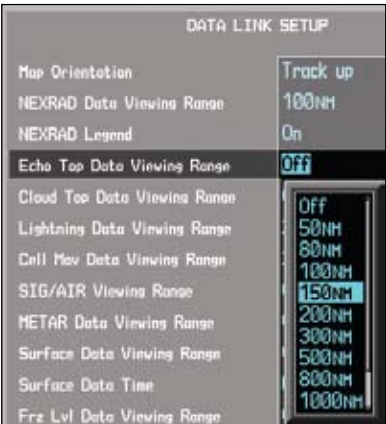 DATA LINK SETUP
Map Orientation Track up
NEXRAD Data Viewing Range 100NM
NEXRAD Legend On
Echo Top Data Viewing Range Off
Cloud Top Data Viewing Range
Lightning Data Viewing Range
Cell Mov Data Viewing Range
SIG/AIR Viewing Range
METAR Data Viewing Range
Surface Data Viewing Range
Surface Data Time
Frz Lvl Data Viewing Range
Off
50NM
80NM
100NM
150NM
200NM
300NM
500NM
800NM
1000NM